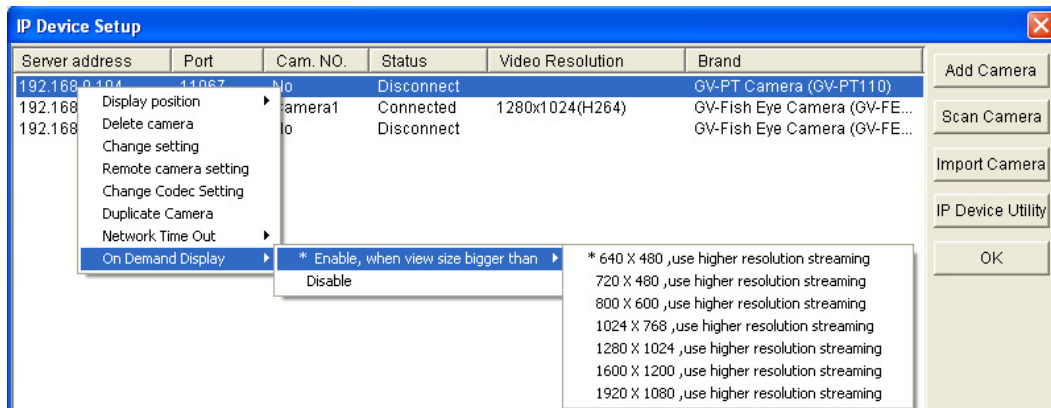 IP Device Setup
Server address Port Cam. NO. Status Video Resolution Brand
192.168.0.104 11067 No Disconnect GV-PT Camera (GV-PT110)
192.168 camera1 Connected 1280x1024(H264) GV-Fish Eye Camera (GV-FE...
192.168 Disconnect GV-Fish Eye Camera (GV-FE...
Display position
Delete camera
Change setting
Remote camera setting
Change Codec Setting
Duplicate Camera
Network Time Out
On Demand Display
* Enable, when view size bigger than
Disable
* 640 X 480 ,use higher resolution streaming
720 X 480 ,use higher resolution streaming
800 X 600 ,use higher resolution streaming
1024 X 768 ,use higher resolution streaming
1280 X 1024 ,use higher resolution streaming
1600 X 1200 ,use higher resolution streaming
1920 X 1080 ,use higher resolution streaming
Add Camera
Scan Camera
Import Camera
IP Device Utility
OK